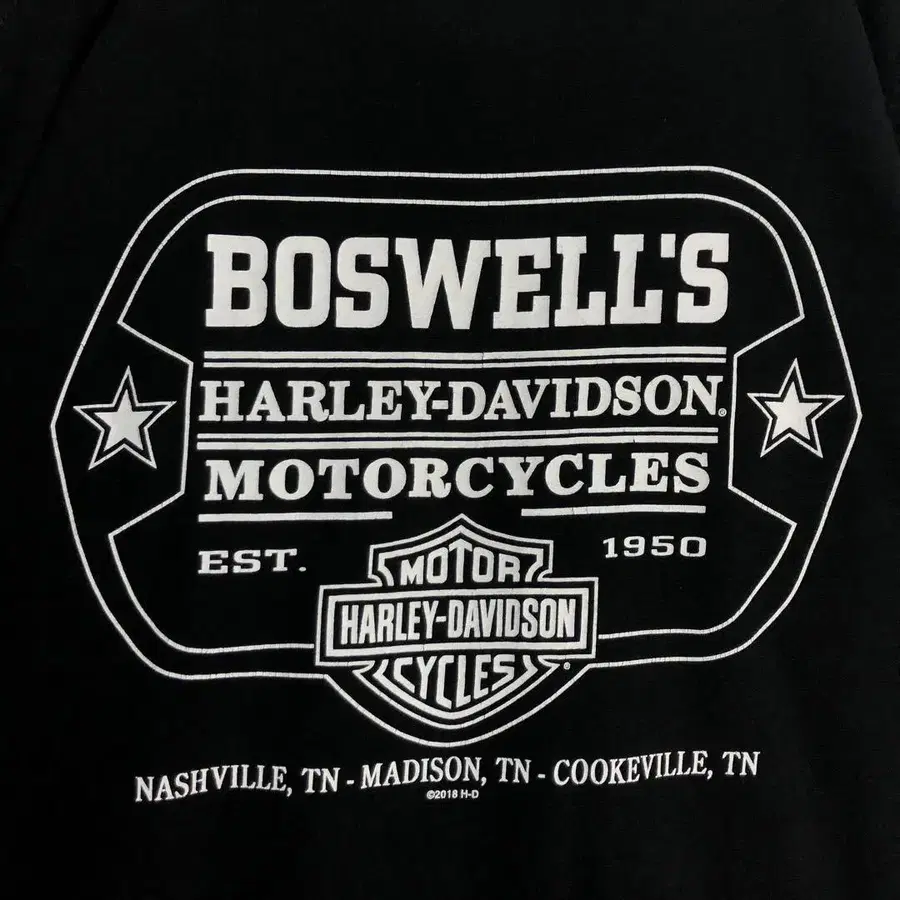 BOSWELL'S
HARLEY-DAVIDSON®
MOTORCYCLES
EST. 1950
MOTOR
HARLEY-DAVIDSON
CYCLES®
NASHVILLE, TN - MADISON, TN - COOKEVILLE, TN
©2018 H-D